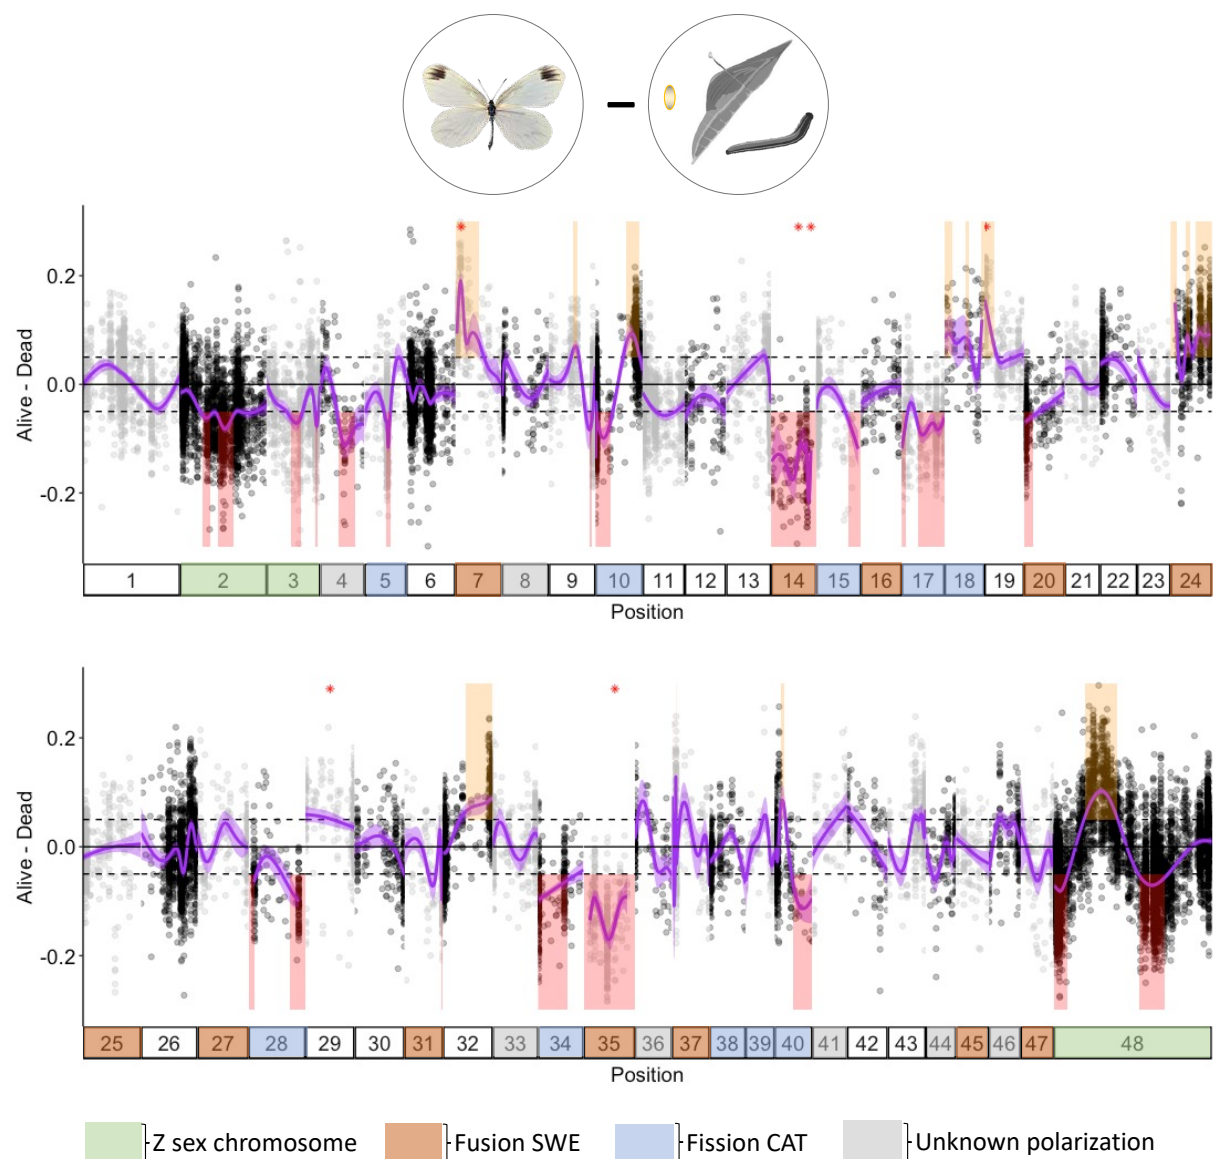 Alive - Dead
0.2
0.0
-0.2
* * * *
1 2 3 4 5 6 7 8 9 10 11 12 13 14 15 16 17 18 19 20 21 22 23 24
Position
Alive - Dead
0.2
0.0
-0.2
* *
25 26 27 28 29 30 31 32 33 34 35 36 37 38 39 40 41 42 43 44 45 46 47 48
Position
Z sex chromosome Fusion SWE Fission CAT Unknown polarization